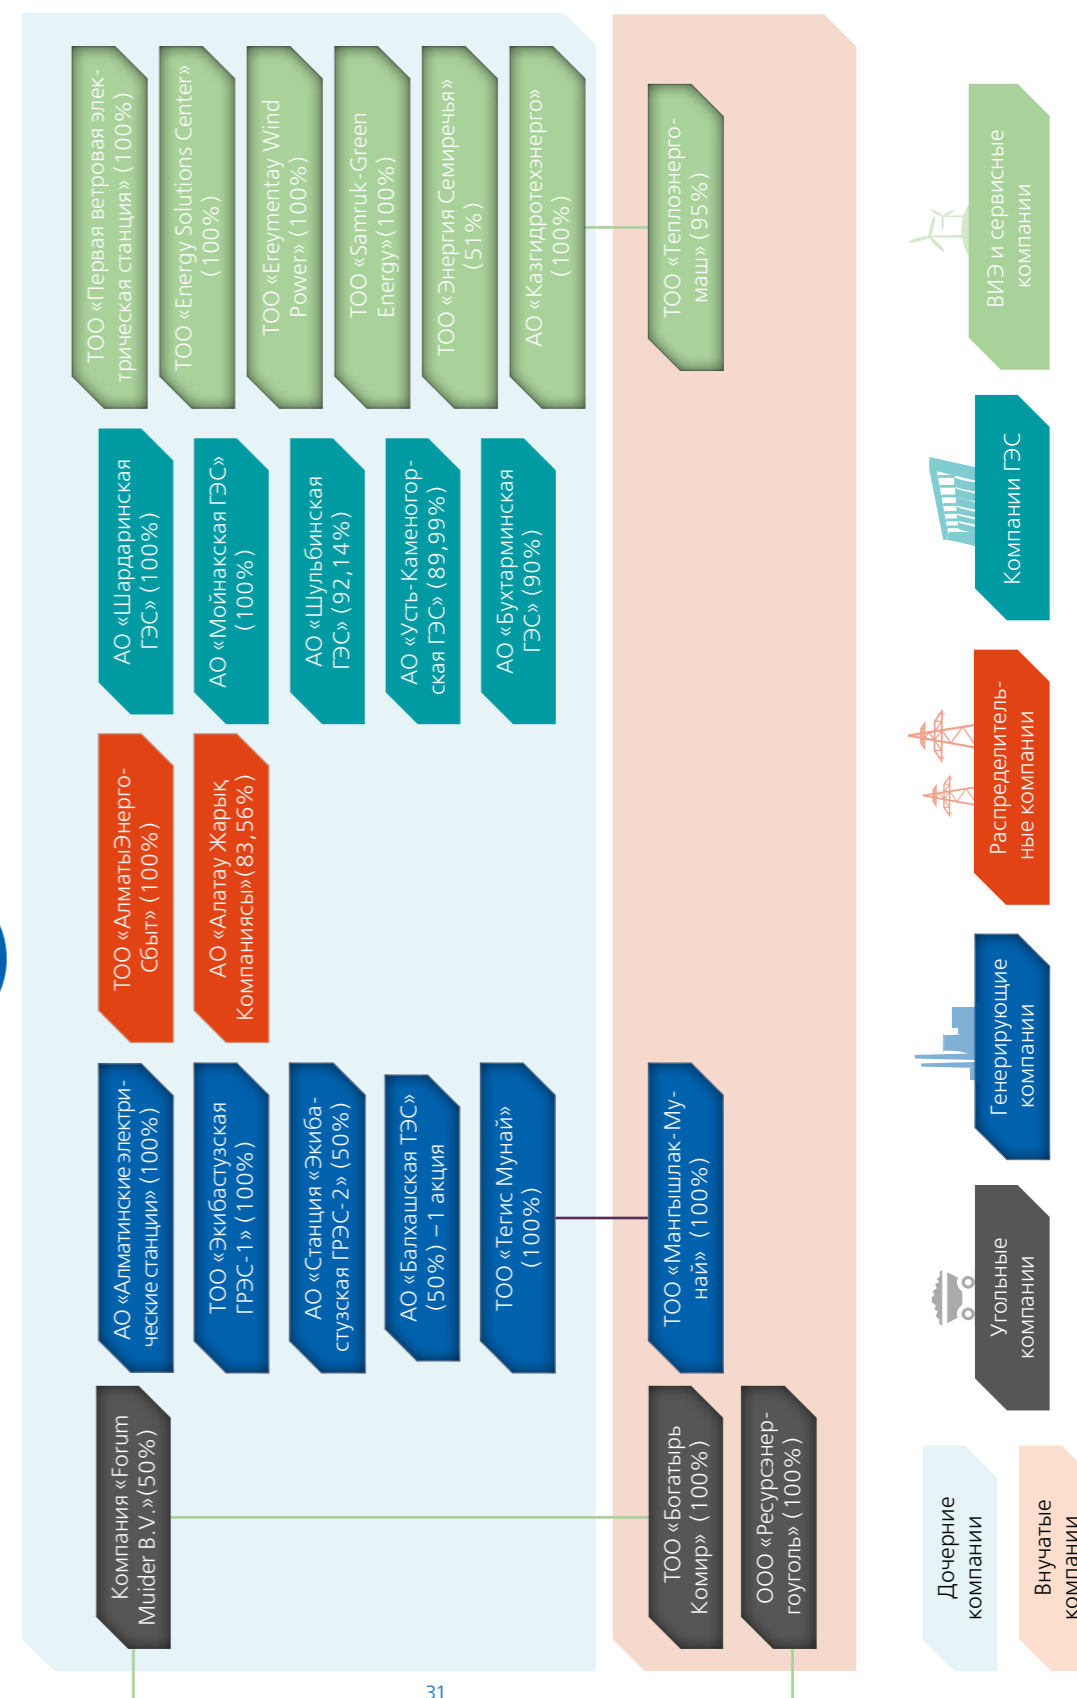 Компания «Forum
Muider B.V.»(50%)
АО «Алматинские электри-
ческие станции» (100%)
ТОО «Экибастузская
ГРЭС-1» (100%)
АО «Станция «Экиба-
стузская ГРЭС-2» (50%)
АО «Балхашская ТЭС»
(50%) – 1 акция
ТОО «Тегис Мунай»
(100%)
ТОО «АлматыЭнерго-
Сбыт» (100%)
АО «Алатау Жарық
Компаниясы»(83,56%)
АО «Шардаринская
ГЭС» (100%)
АО «Мойнакская ГЭС»
(100%)
АО «Шульбинская
ГЭС» (92,14%)
АО «Усть-Каменогор-
ская ГЭС» (89,99%)
АО «Бухтарминская
ГЭС» (90%)
ТОО «Первая ветровая элек-
трическая станция» (100%)
ТОО «Energy Solutions Center»
(100%)
ТОО «Ereymentay Wind
Power» (100%)
ТОО «Samruk-Green
Energy»(100%)
ТОО «Энергия Семиречья»
(51%)
АО «Казгидротехэнерго»
(100%)
ТОО «Богатырь
Комир» (100%)
ООО «Ресурсэнер-
гоуголь» (100%)
ТОО «Мангышлак-Му-
най» (100%)
ТОО «Теплоэнерго-
маш» (95%)
Дочерние
компании
Внучатые
компании
Угольные
компании
Генерирующие
компании
Распределитель-
ные компании
Компании ГЭС
ВИЭ и сервисные
компании
31